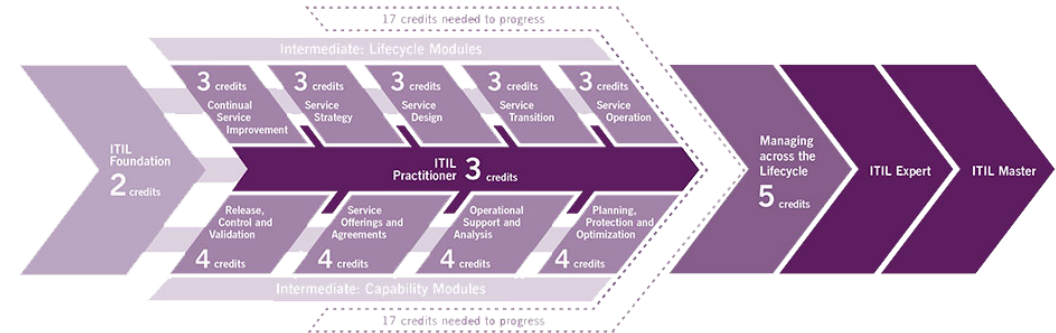 17 credits needed to progress
Intermediate: Lifecycle Modules
3 credits
Continual
Service
Improvement
3 credits
Service
Strategy
3 credits
Service
Design
3 credits
Service
Transition
3 credits
Service
Operation
ITIL
Foundation
2 credits
ITIL
Practitioner 3 credits
Managing
across the
Lifecycle
5 credits
ITIL Expert
ITIL Master
Release,
Control and
Validation
4 credits
Service
Offerings and
Agreements
4 credits
Operational
Support and
Analysis
4 credits
Planning,
Protection and
Optimization
4 credits
Intermediate: Capability Modules
17 credits needed to progress